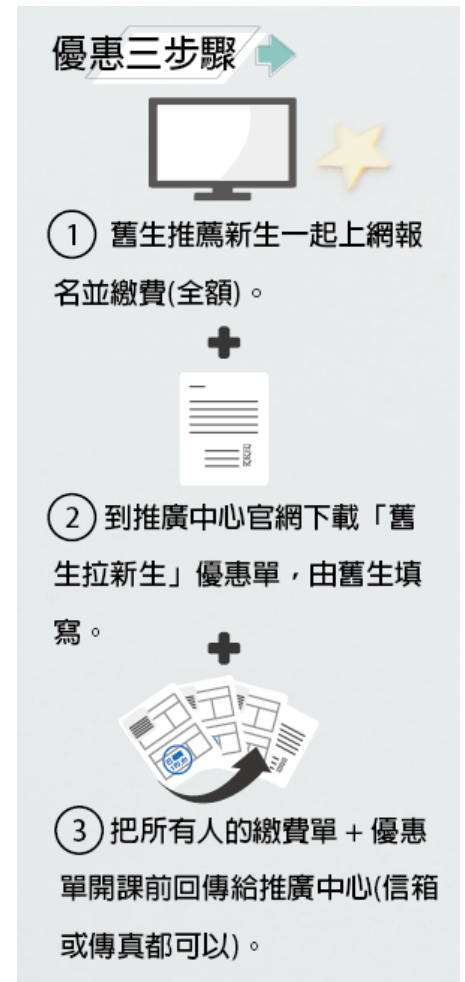 優惠三步驟
1 舊生推薦新生一起上網報
名並繳費(全額)。
2 到推廣中心官網下載「舊
生拉新生」優惠單,由舊生填
寫。
3 把所有人的繳費單+優惠
單開課前回傳給推廣中心(信箱
或傳真都可以)。